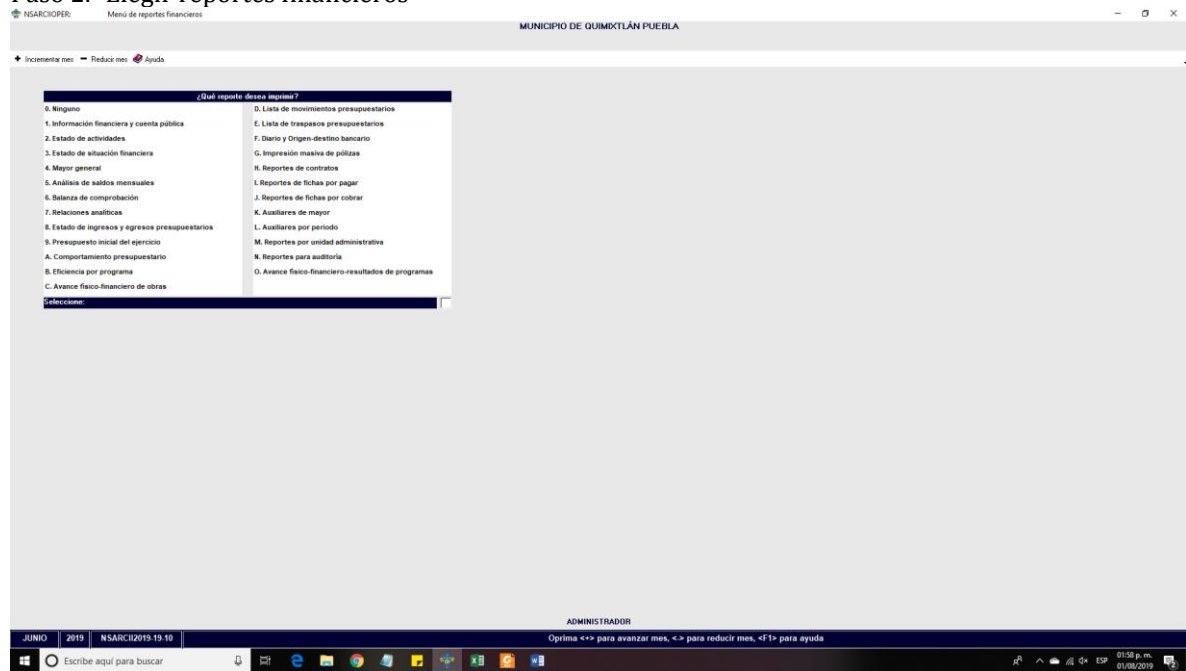 Paso 2.- Elegir reportes financieros
NSARCIIOPER: Menú de reportes financieros
MUNICIPIO DE QUIMIXTLÁN PUEBLA
Incrementar mes Reducir mes Ayuda
¿Qué reporte desea imprimir?
0. Ninguno
1. Información financiera y cuenta pública
2. Estado de actividades
3. Estado de situación financiera
4. Mayor general
5. Análisis de saldos mensuales
6. Balanza de comprobación
7. Relaciones analíticas
8. Estado de ingresos y egresos presupuestarios
9. Presupuesto inicial del ejercicio
A. Comportamiento presupuestario
B. Eficiencia por programa
C. Avance físico-financiero de obras
D. Lista de movimientos presupuestarios
E. Lista de traspasos presupuestarios
F. Diario y Origen-destino bancario
G. Impresión masiva de pólizas
H. Reportes de contratos
I. Reportes de fichas por pagar
J. Reportes de fichas por cobrar
K. Auxiliares de mayor
L. Auxiliares por periodo
M. Reportes por unidad administrativa
N. Reportes para auditoría
O. Avance físico-financiero-resultados de programas
Seleccione:
ADMINISTRADOR
JUNIO 2019 NSARCII2019-19.10 Oprima <+> para avanzar mes, <-> para reducir mes, <F1> para ayuda
Escribe aquí para buscar
ESP 01:58 p. m.
01/08/2019